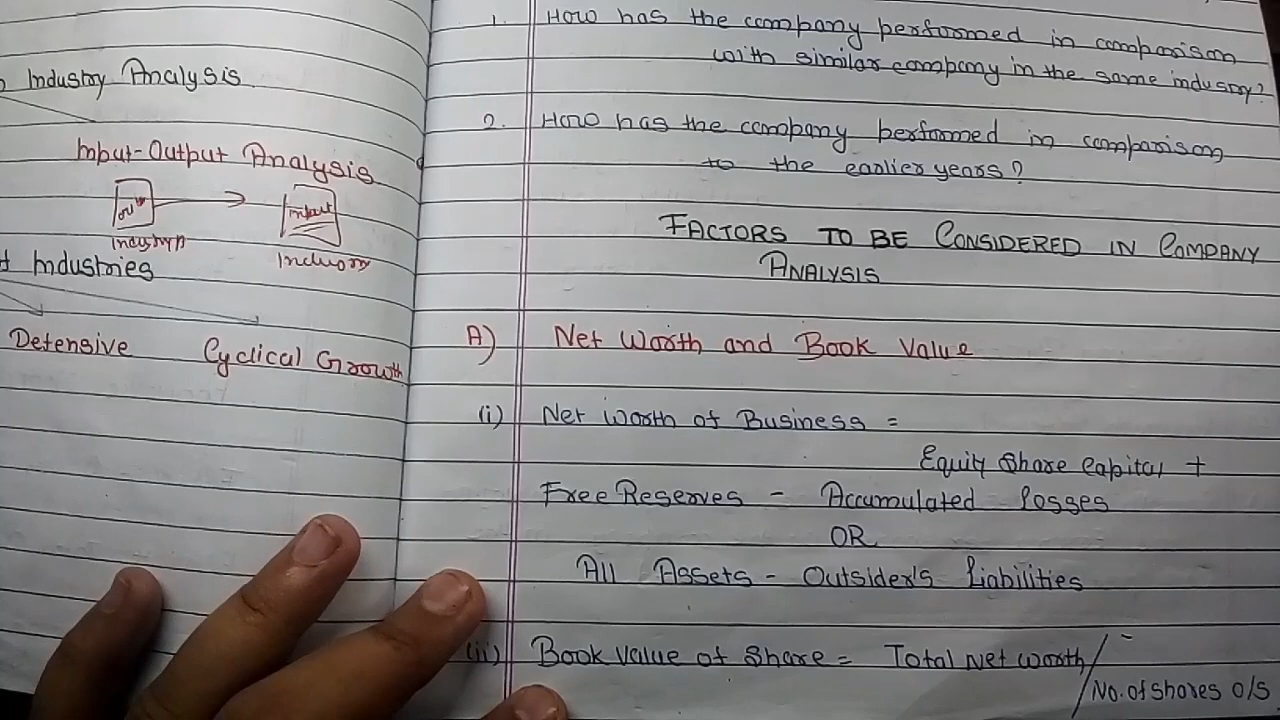 Industry Analysis
Input-Output Analysis
Input
Industry
Industries
Defensive Cyclical Growth
1. How has the company performed in comparison
with similar company in the same industry?
2. How has the company performed in comparison
to the earlier years?
FACTORS TO BE CONSIDERED IN COMPANY
ANALYSIS
A) Net Worth and Book Value
(i) Net Worth of Business =
Equity Share Capital +
Free Reserves - Accumulated Losses
OR
All Assets - Outsider's Liabilities
(ii) Book Value of Share = Total Net worth/
No. of shares O/S